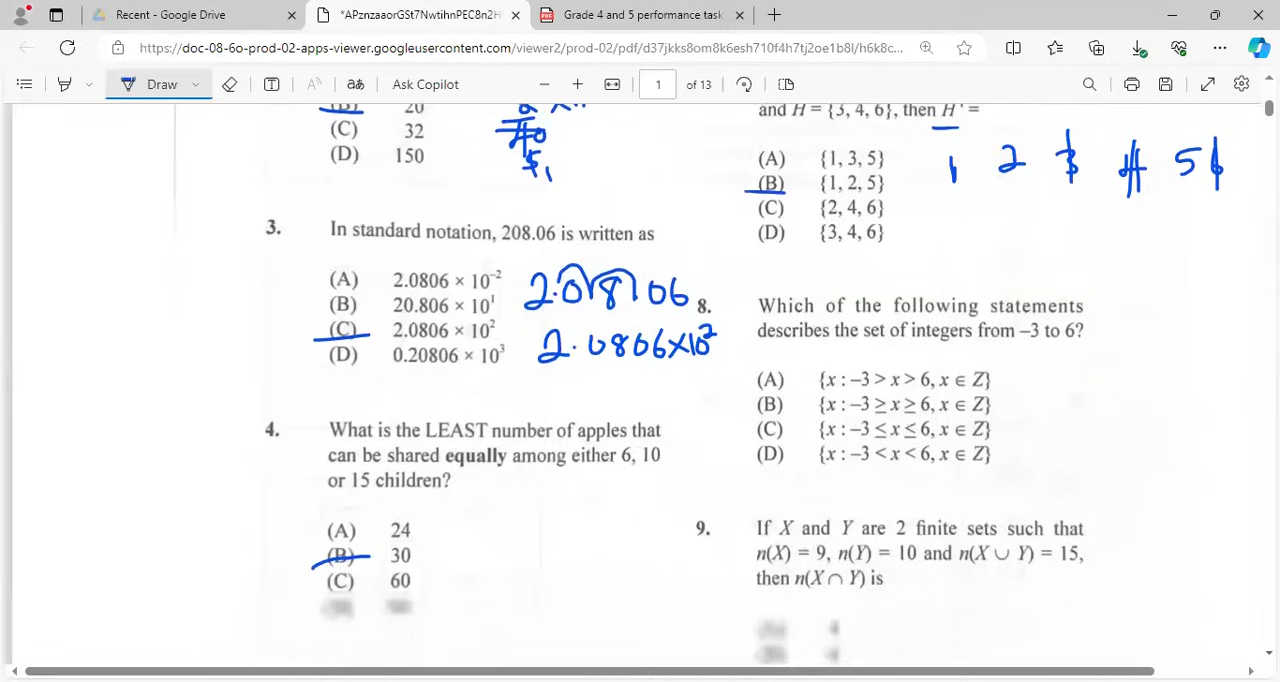 Recent - Google Drive
*APznzaaorGSt7NwtihnPEC8n2H
Grade 4 and 5 performance task
https://doc-08-6o-prod-02-apps-viewer.googleusercontent.com/viewer2/prod-02/pdf/d37jkks8om8k6esh710f4h7tj2oe1b8l/h6k8c...
Draw
Ask Copilot
1 of 13
(B) 20
(C) 32
(D) 150
3. In standard notation, 208.06 is written as
(A) 2.0806 × 10⁻²
(B) 20.806 × 10¹
(C) 2.0806 × 10²
(D) 0.20806 × 10³
2.0806×10²
4. What is the LEAST number of apples that
can be shared equally among either 6, 10
or 15 children?
(A) 24
(B) 30
(C) 60
and H = {3, 4, 6}, then H ' =
(A) {1, 3, 5}
(B) {1, 2, 5}
(C) {2, 4, 6}
(D) {3, 4, 6}
1 2 3 4 5 6
8. Which of the following statements
describes the set of integers from –3 to 6?
(A) {x : –3 > x > 6, x ∈ Z}
(B) {x : –3 ≥ x ≥ 6, x ∈ Z}
(C) {x : –3 ≤ x ≤ 6, x ∈ Z}
(D) {x : –3 < x < 6, x ∈ Z}
9. If X and Y are 2 finite sets such that
n(X) = 9, n(Y) = 10 and n(X ∪ Y) = 15,
then n(X ∩ Y) is